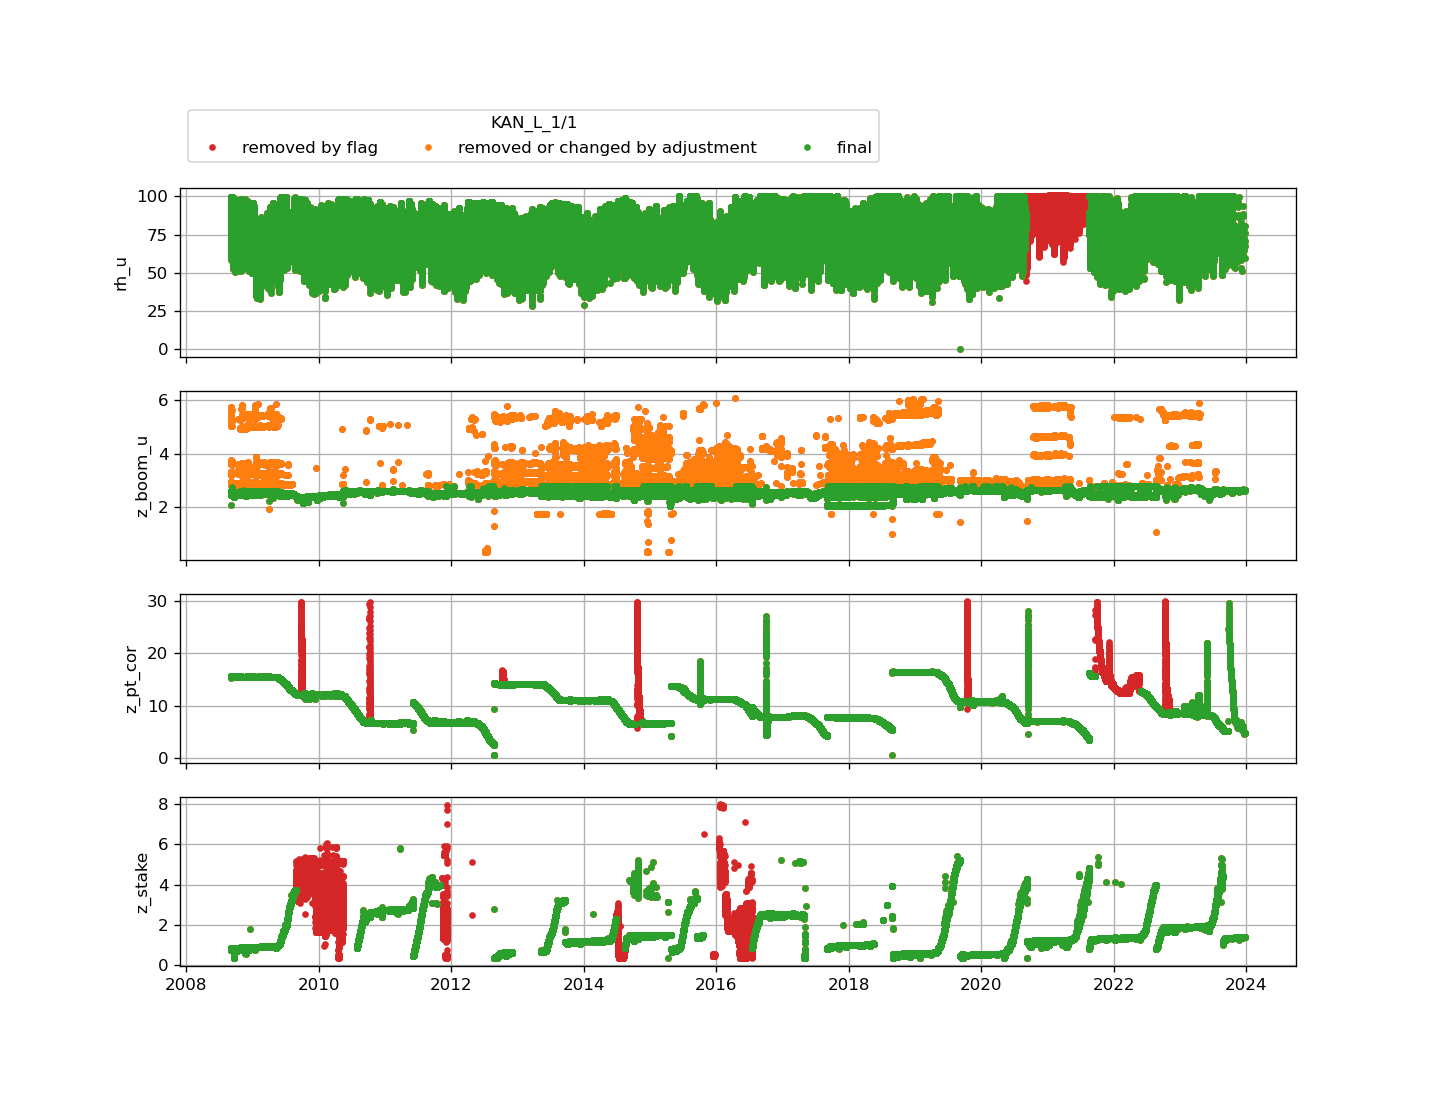 KAN_L_1/1
removed by flag removed or changed by adjustment final
100
75
50
25
0
rh_u
6
4
2
z_boom_u
30
20
10
0
z_pt_cor
8
6
4
2
0
z_stake
2008 2010 2012 2014 2016 2018 2020 2022 2024